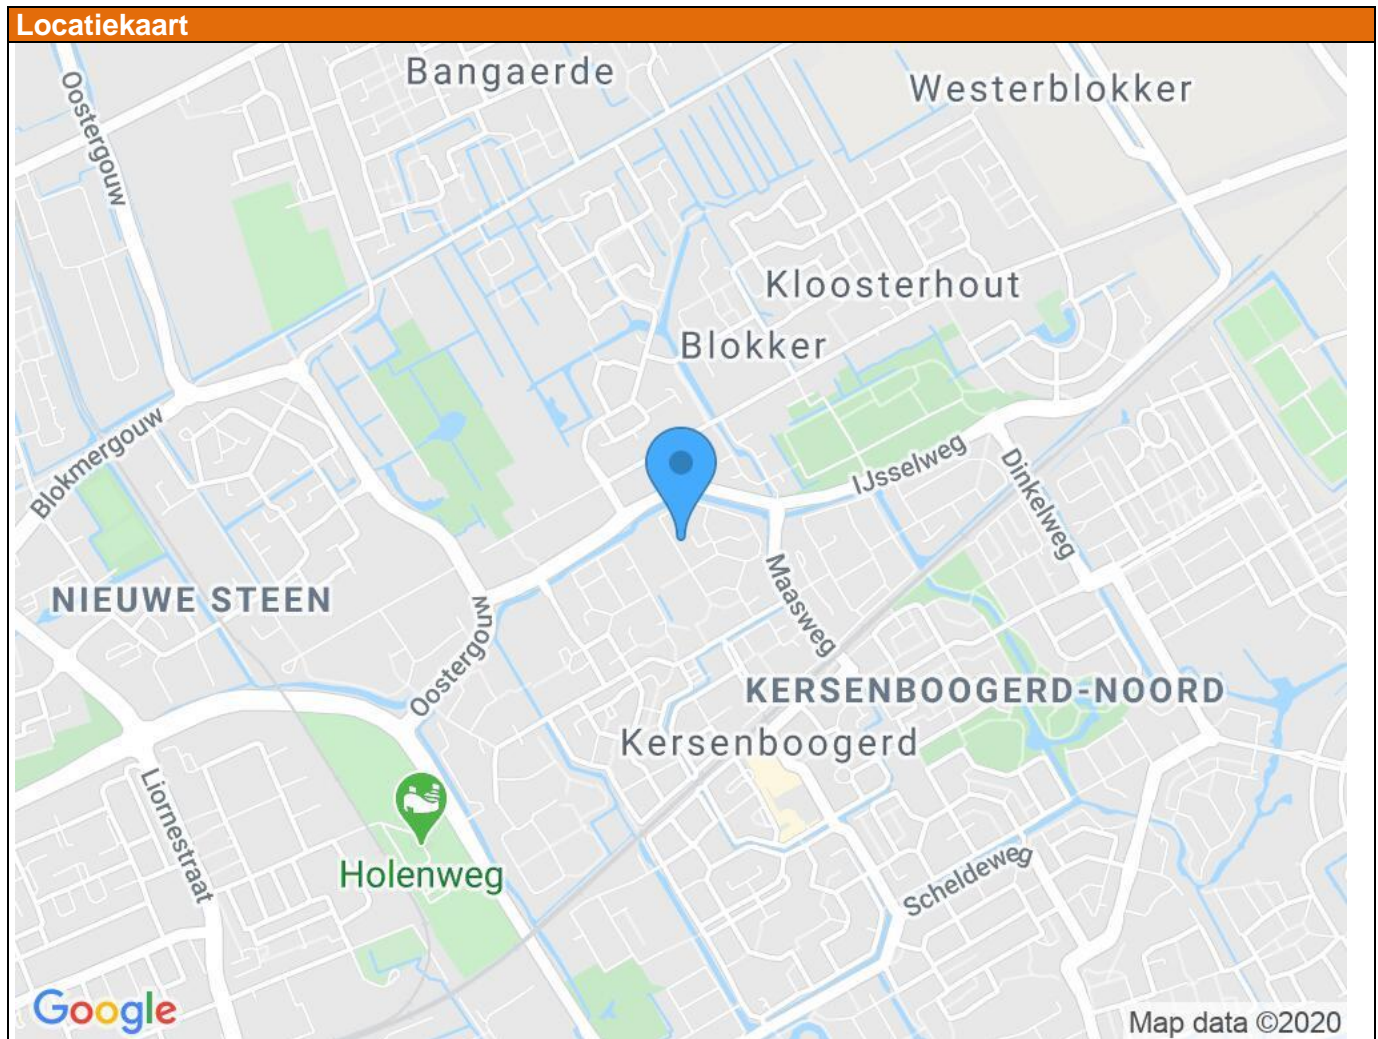 Locatiekaart
Bangaerde
Westerblokker
Oostergouw
Kloosterhout
Blokker
Blokmergouw
IJsselweg
Dinkelweg
Maasweg
NIEUWE STEEN
Oostergouw
KERSENBOOGERD-NOORD
Kersenboogerd
Liornestraat
Holenweg
Scheldeweg
Google
Map data ©2020